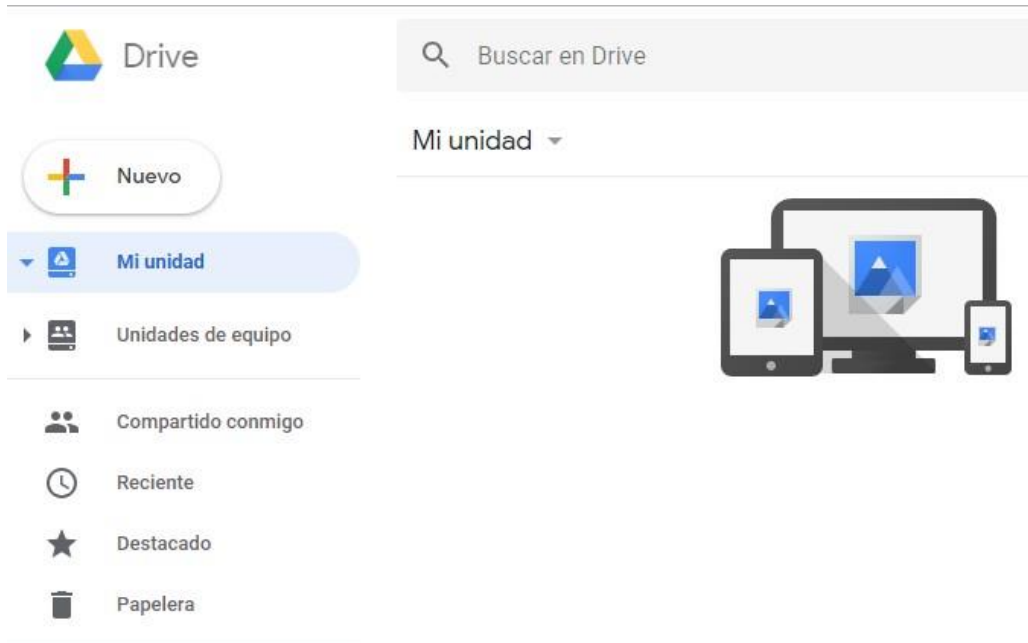 Drive
Buscar en Drive
Mi unidad
Nuevo
Mi unidad
Unidades de equipo
Compartido conmigo
Reciente
Destacado
Papelera